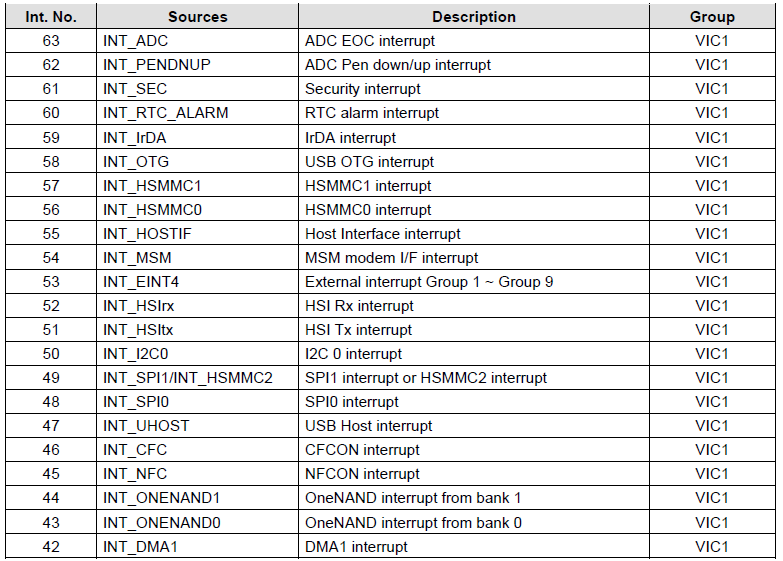 Int. No. Sources Description Group
63 INT_ADC ADC EOC interrupt VIC1
62 INT_PENDNUP ADC Pen down/up interrupt VIC1
61 INT_SEC Security interrupt VIC1
60 INT_RTC_ALARM RTC alarm interrupt VIC1
59 INT_IrDA IrDA interrupt VIC1
58 INT_OTG USB OTG interrupt VIC1
57 INT_HSMMC1 HSMMC1 interrupt VIC1
56 INT_HSMMC0 HSMMC0 interrupt VIC1
55 INT_HOSTIF Host Interface interrupt VIC1
54 INT_MSM MSM modem I/F interrupt VIC1
53 INT_EINT4 External interrupt Group 1 ~ Group 9 VIC1
52 INT_HSIrx HSI Rx interrupt VIC1
51 INT_HSItx HSI Tx interrupt VIC1
50 INT_I2C0 I2C 0 interrupt VIC1
49 INT_SPI1/INT_HSMMC2 SPI1 interrupt or HSMMC2 interrupt VIC1
48 INT_SPI0 SPI0 interrupt VIC1
47 INT_UHOST USB Host interrupt VIC1
46 INT_CFC CFCON interrupt VIC1
45 INT_NFC NFCON interrupt VIC1
44 INT_ONENAND1 OneNAND interrupt from bank 1 VIC1
43 INT_ONENAND0 OneNAND interrupt from bank 0 VIC1
42 INT_DMA1 DMA1 interrupt VIC1